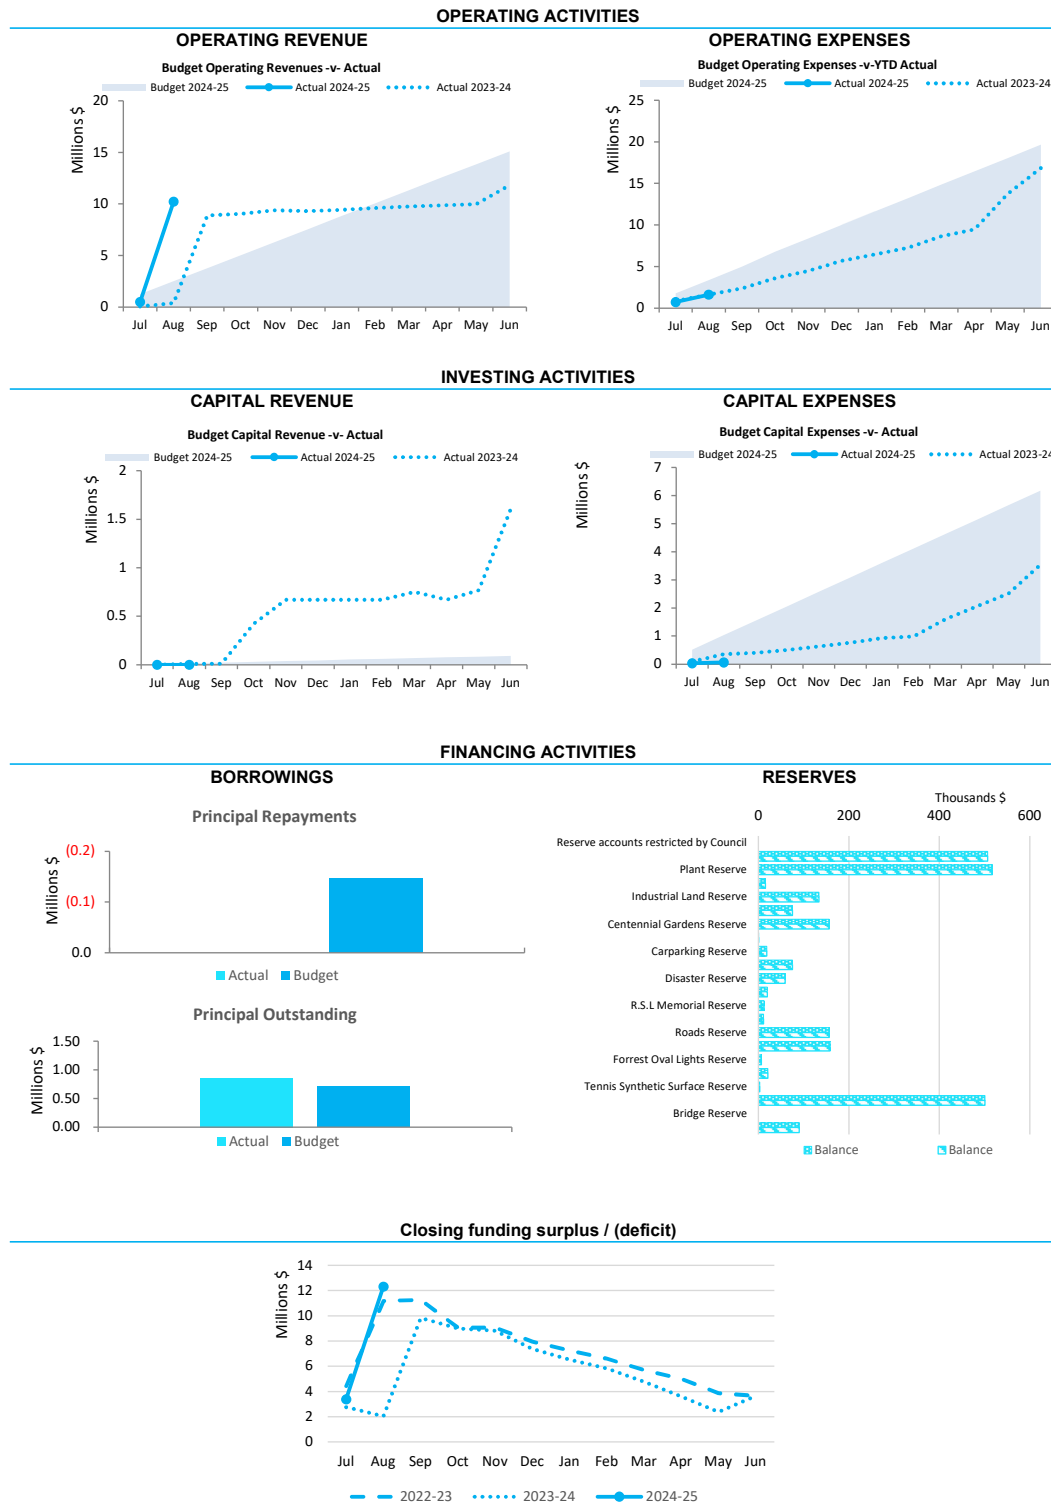 OPERATING ACTIVITIES
OPERATING REVENUE
Budget Operating Revenues -v- Actual
Budget 2024-25 Actual 2024-25 Actual 2023-24
Millions $
20
15
10
5
0
Jul Aug Sep Oct Nov Dec Jan Feb Mar Apr May Jun
OPERATING EXPENSES
Budget Operating Expenses -v-YTD Actual
Budget 2024-25 Actual 2024-25 Actual 2023-24
Millions $
25
20
15
10
5
0
Jul Aug Sep Oct Nov Dec Jan Feb Mar Apr May Jun
INVESTING ACTIVITIES
CAPITAL REVENUE
Budget Capital Revenue -v- Actual
Budget 2024-25 Actual 2024-25 Actual 2023-24
Millions $
2
1.5
1
0.5
0
Jul Aug Sep Oct Nov Dec Jan Feb Mar Apr May Jun
CAPITAL EXPENSES
Budget Capital Expenses -v- Actual
Budget 2024-25 Actual 2024-25 Actual 2023-24
Millions $
7
6
5
4
3
2
1
0
Jul Aug Sep Oct Nov Dec Jan Feb Mar Apr May Jun
FINANCING ACTIVITIES
BORROWINGS
Principal Repayments
Millions $
(0.2)
(0.1)
0.0
Actual Budget
Principal Outstanding
Millions $
1.50
1.00
0.50
0.00
Actual Budget
RESERVES
Thousands $
0 200 400 600
Reserve accounts restricted by Council
Plant Reserve
Industrial Land Reserve
Centennial Gardens Reserve
Carparking Reserve
Disaster Reserve
R.S.L Memorial Reserve
Roads Reserve
Forrest Oval Lights Reserve
Tennis Synthetic Surface Reserve
Bridge Reserve
Balance Balance
Closing funding surplus / (deficit)
Millions $
14
12
10
8
6
4
2
0
Jul Aug Sep Oct Nov Dec Jan Feb Mar Apr May Jun
2022-23 2023-24 2024-25